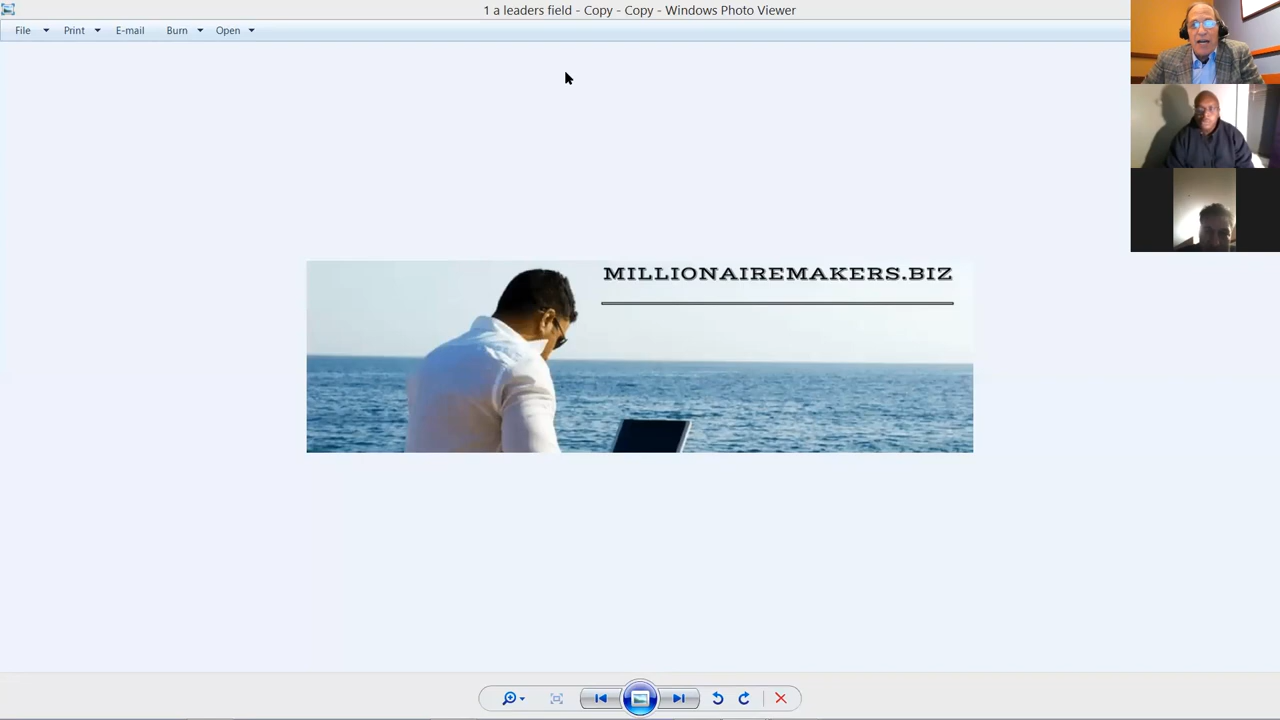 1 a leaders field - Copy - Copy - Windows Photo Viewer
File Print E-mail Burn Open
MILLIONAIREMAKERS.BIZ